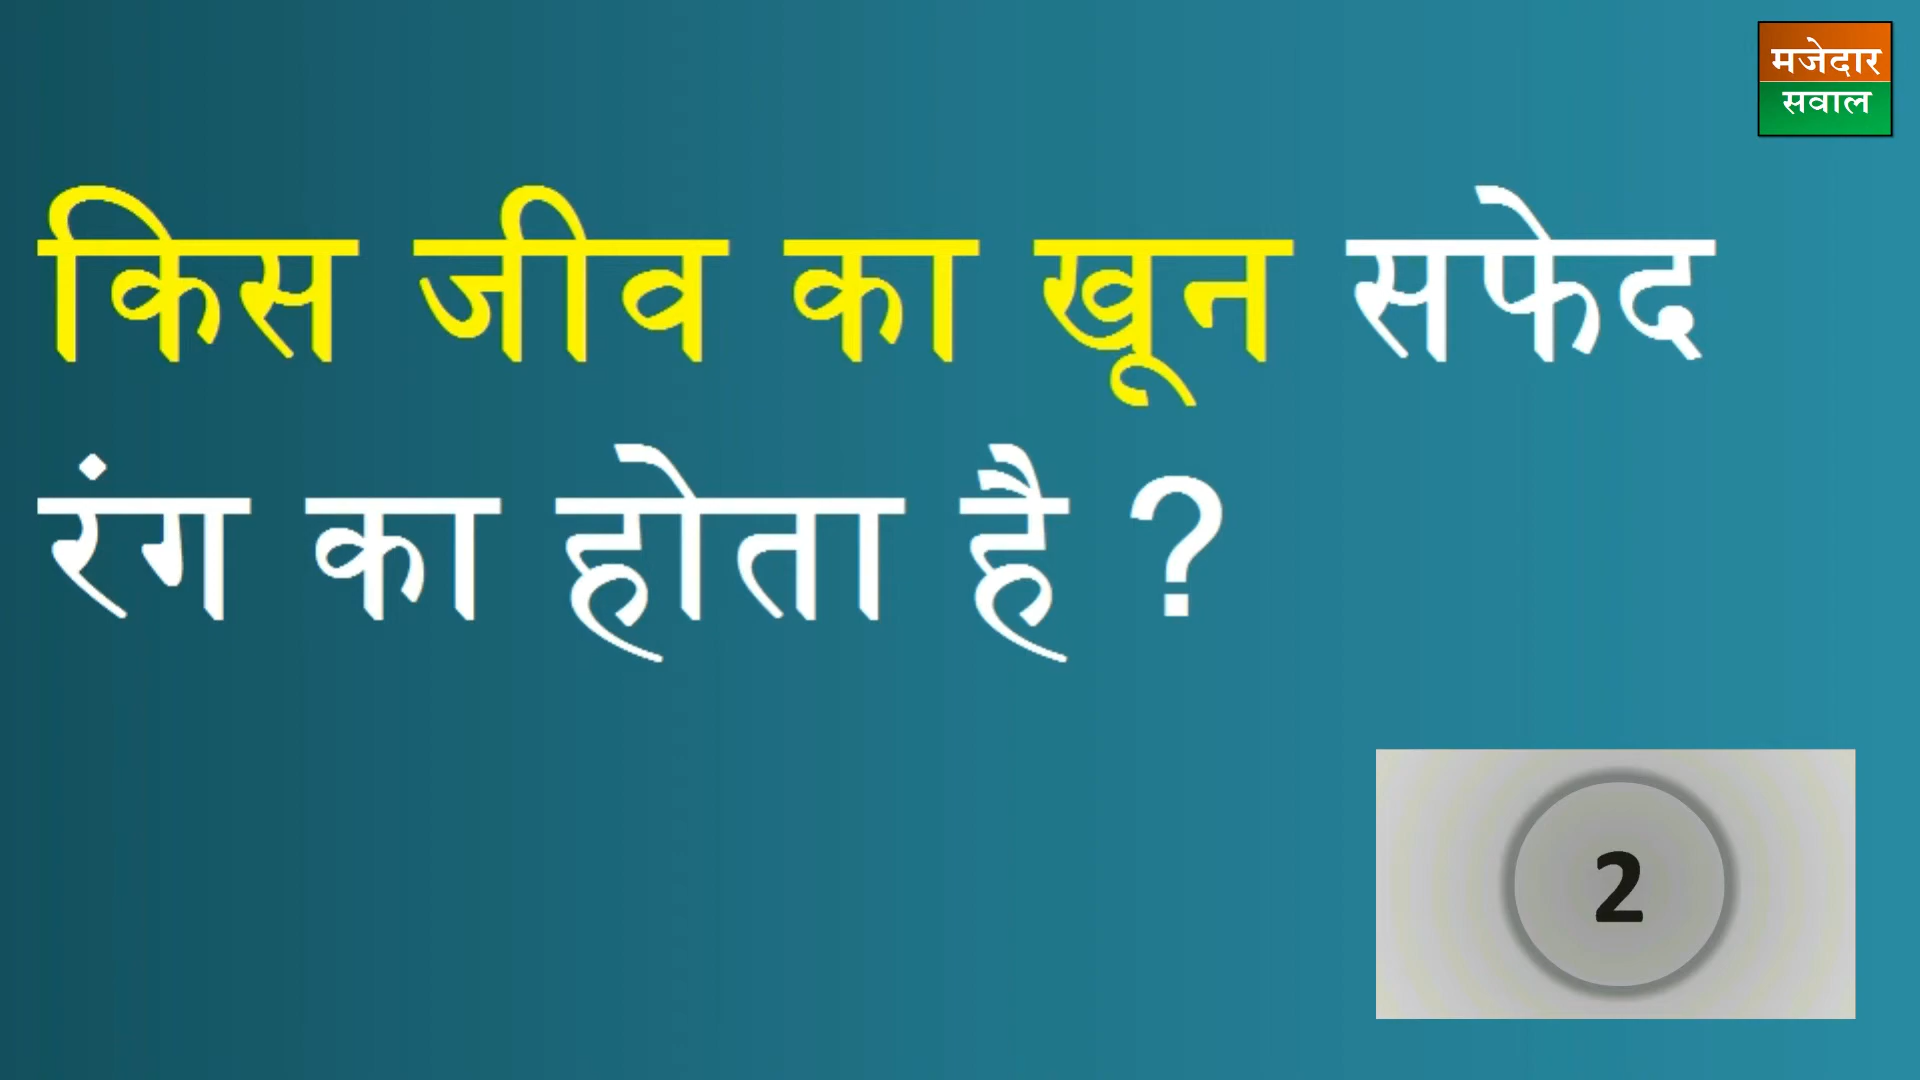 मजेदार
सवाल
किस जीव का खून सफेद
रंग का होता है ?
2